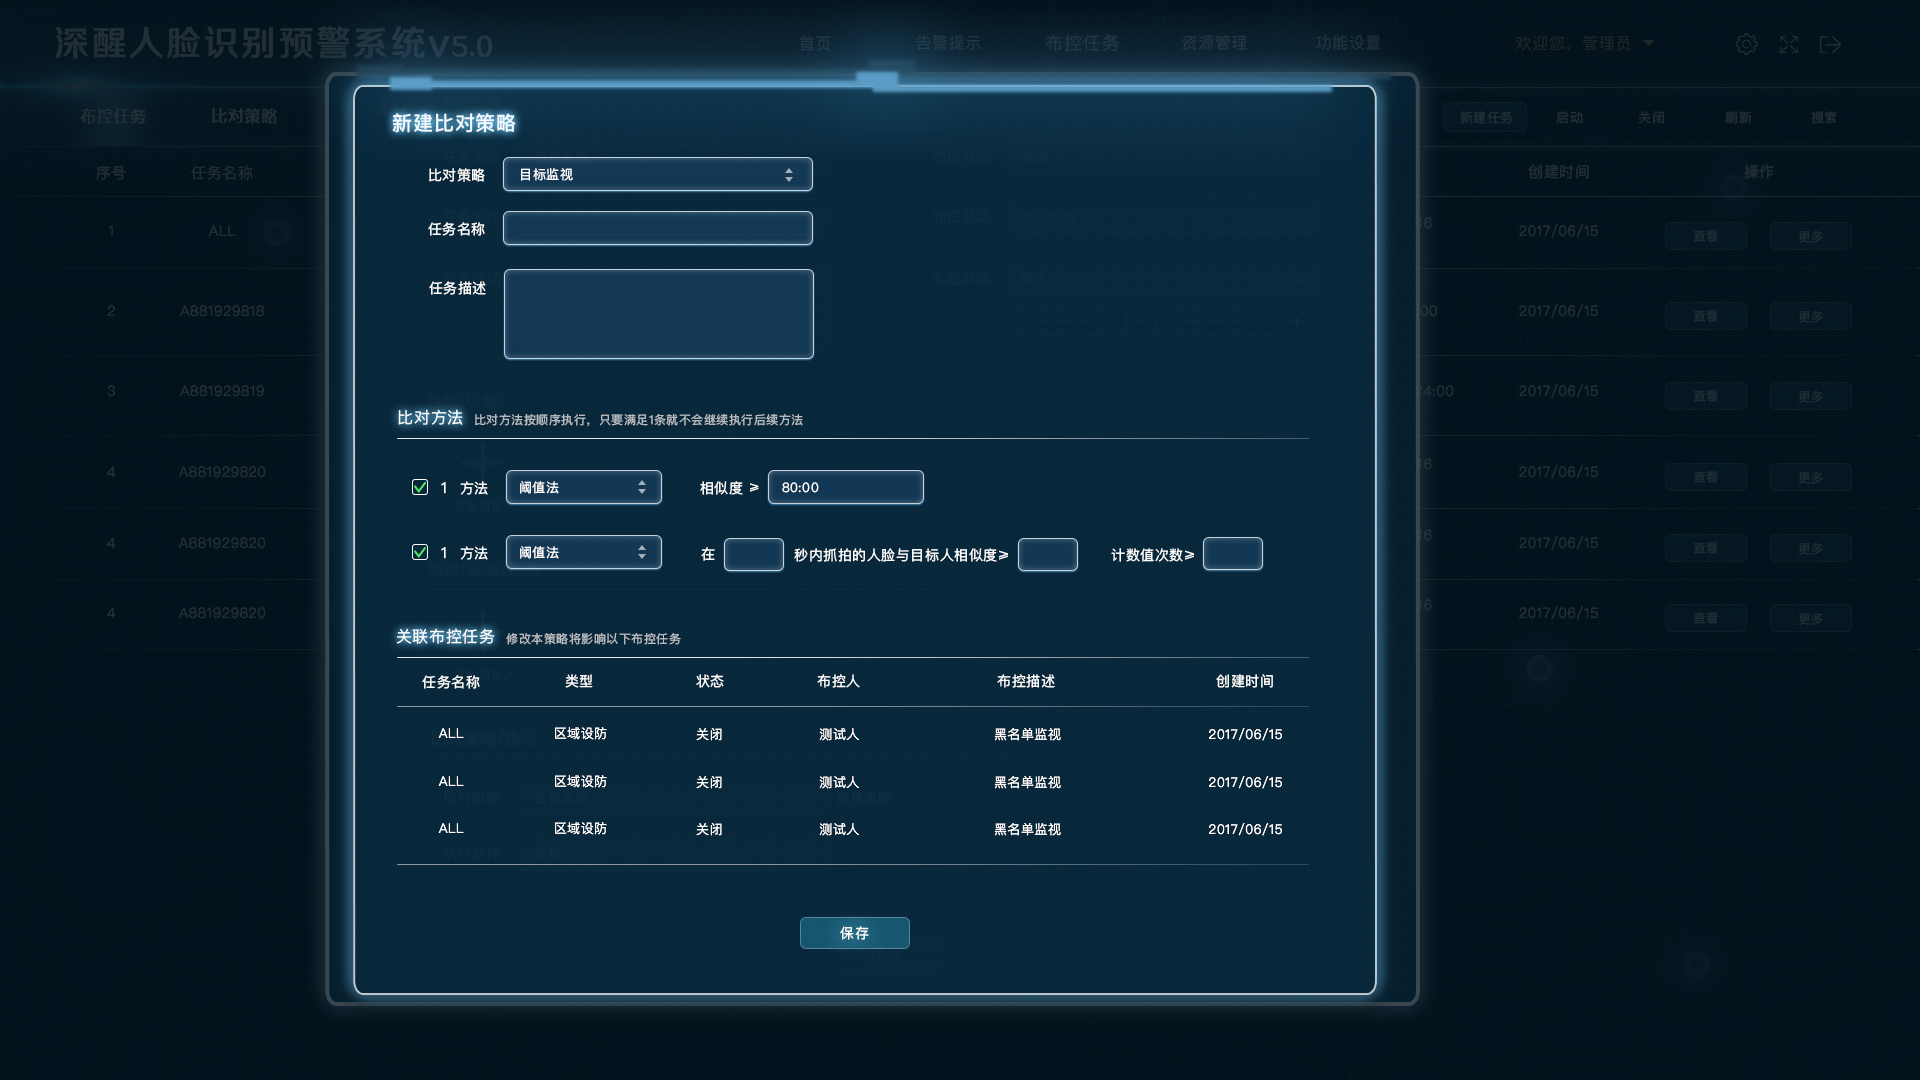 深醒人脸识别预警系统V5.0
首页 告警提示 布控任务 资源管理 功能设置 欢迎您，管理员
布控任务 比对策略 新建任务 启动 关闭 刷新 搜索
序号 任务名称 创建时间 操作
1 ALL 2017/06/15 查看 更多
2 A881929818 2017/06/15 查看 更多
3 A881929819 24:00 2017/06/15 查看 更多
4 A881929820 2017/06/15 查看 更多
4 A881929820 2017/06/15 查看 更多
4 A881929820 2017/06/15 查看 更多
新建比对策略
比对策略 目标监视
任务名称
任务描述
比对方法 比对方法按顺序执行，只要满足1条就不会继续执行后续方法
1 方法 阈值法 相似度 ≥ 80:00
1 方法 阈值法 在 秒内抓拍的人脸与目标人相似度≥ 计数值次数≥
关联布控任务 修改本策略将影响以下布控任务
任务名称 类型 状态 布控人 布控描述 创建时间
ALL 区域设防 关闭 测试人 黑名单监视 2017/06/15
ALL 区域设防 关闭 测试人 黑名单监视 2017/06/15
ALL 区域设防 关闭 测试人 黑名单监视 2017/06/15
保存